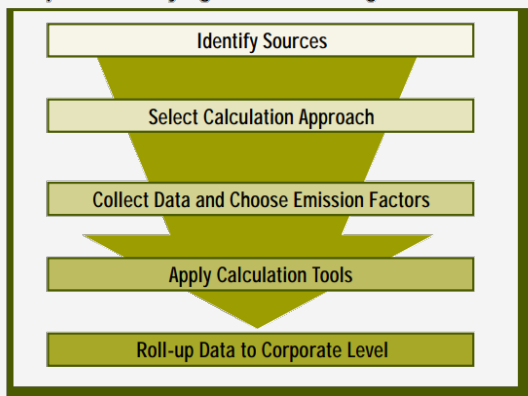 Identify Sources
Select Calculation Approach
Collect Data and Choose Emission Factors
Apply Calculation Tools
Roll-up Data to Corporate Level